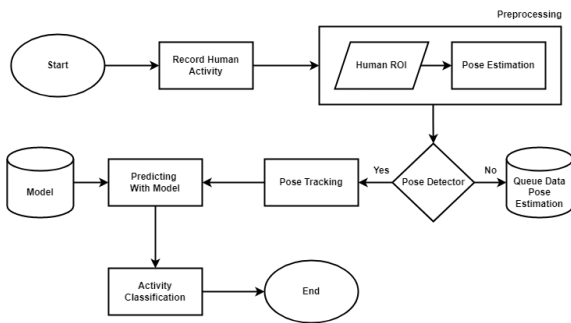 Preprocessing
Start
Record Human
Activity
Human ROI
Pose Estimation
Model
Predicting
With Model
Pose Tracking
Yes
Pose Detector
No
Queue Data
Pose
Estimation
Activity
Classification
End